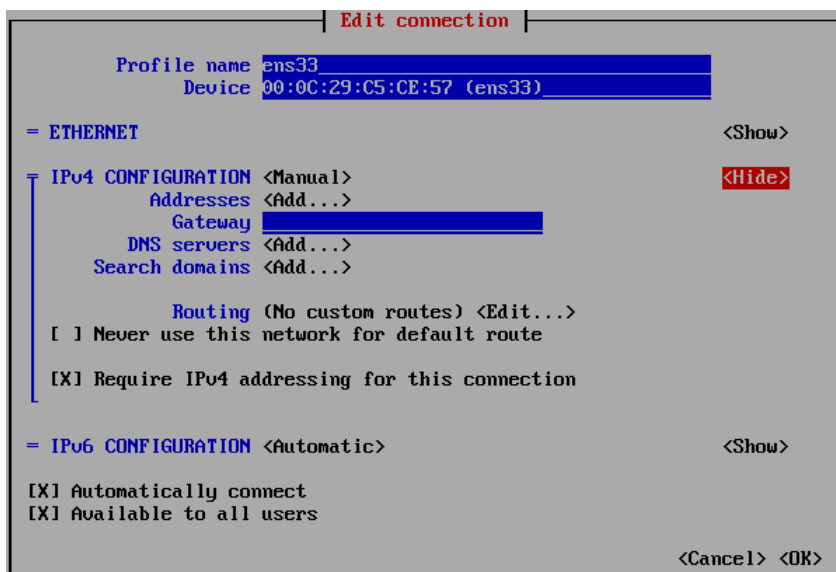 Edit connection
Profile name ens33
Device 00:0C:29:C5:CE:57 (ens33)
= ETHERNET <Show>
= IPv4 CONFIGURATION <Manual> <Hide>
Addresses <Add...>
Gateway
DNS servers <Add...>
Search domains <Add...>
Routing (No custom routes) <Edit...>
[ ] Never use this network for default route
[X] Require IPv4 addressing for this connection
= IPv6 CONFIGURATION <Automatic> <Show>
[X] Automatically connect
[X] Available to all users
<Cancel> <OK>